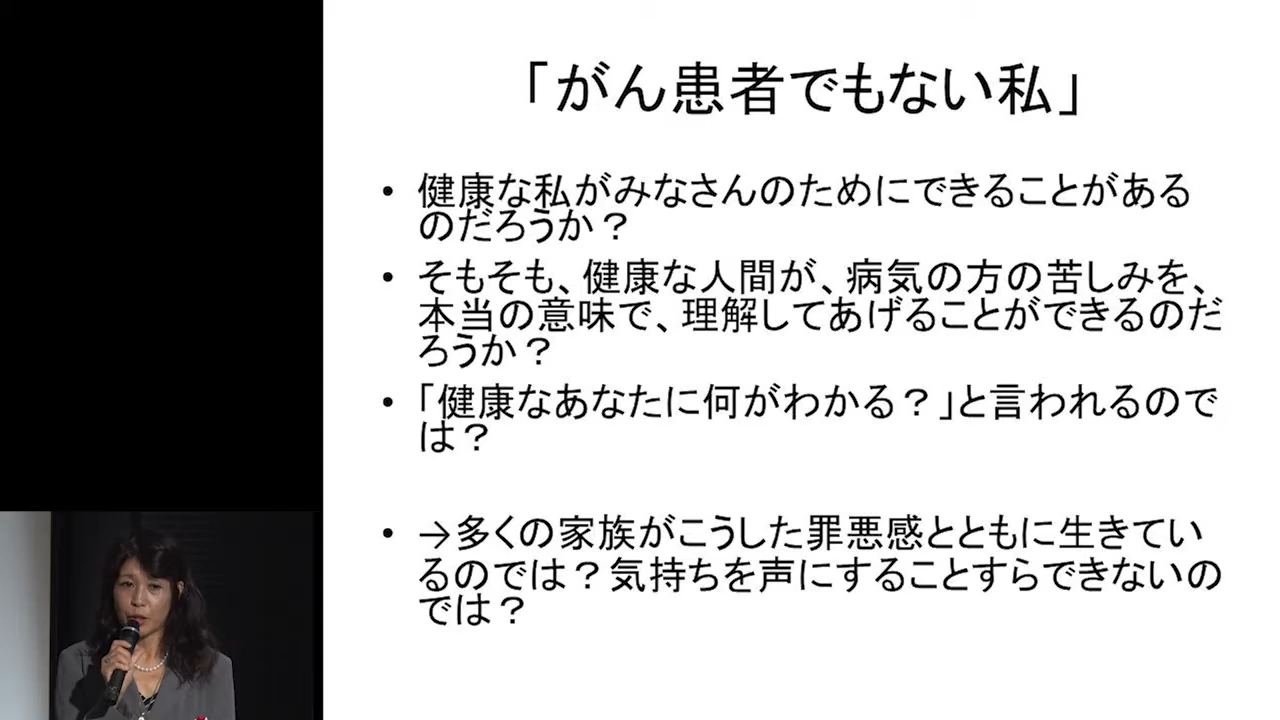 「がん患者でもない私」
• 健康な私がみなさんのためにできることがある
のだろうか？
• そもそも、健康な人間が、病気の方の苦しみを、
本当の意味で、理解してあげることができるのだ
ろうか？
• 「健康なあなたに何がわかる？」と言われるので
は？
• →多くの家族がこうした罪悪感とともに生きてい
るのでは？気持ちを声にすることすらできないの
では？